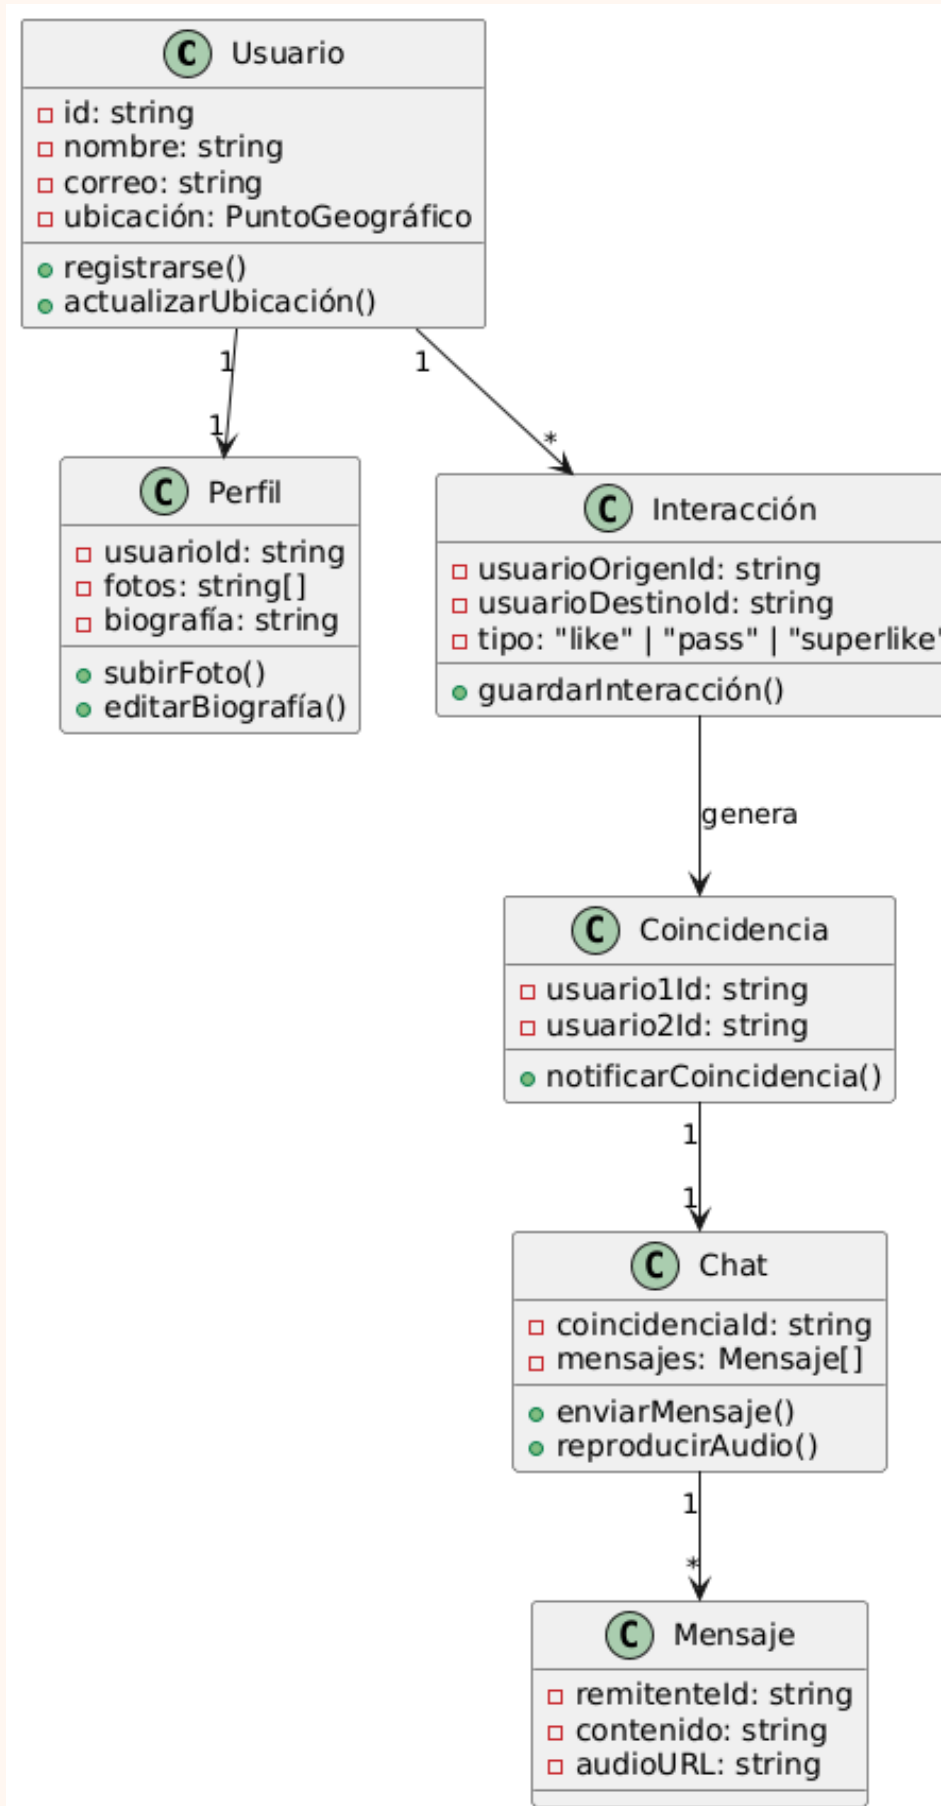 C Usuario
id: string
nombre: string
correo: string
ubicación: PuntoGeográfico
registrarse()
actualizarUbicación()
1
1
1
*
C Perfil
usuarioId: string
fotos: string[]
biografía: string
subirFoto()
editarBiografía()
C Interacción
usuarioOrigenId: string
usuarioDestinoId: string
tipo: "like" | "pass" | "superlike"
guardarInteracción()
genera
C Coincidencia
usuario1Id: string
usuario2Id: string
notificarCoincidencia()
1
1
C Chat
coincidenciaId: string
mensajes: Mensaje[]
enviarMensaje()
reproducirAudio()
1
*
C Mensaje
remitenteId: string
contenido: string
audioURL: string